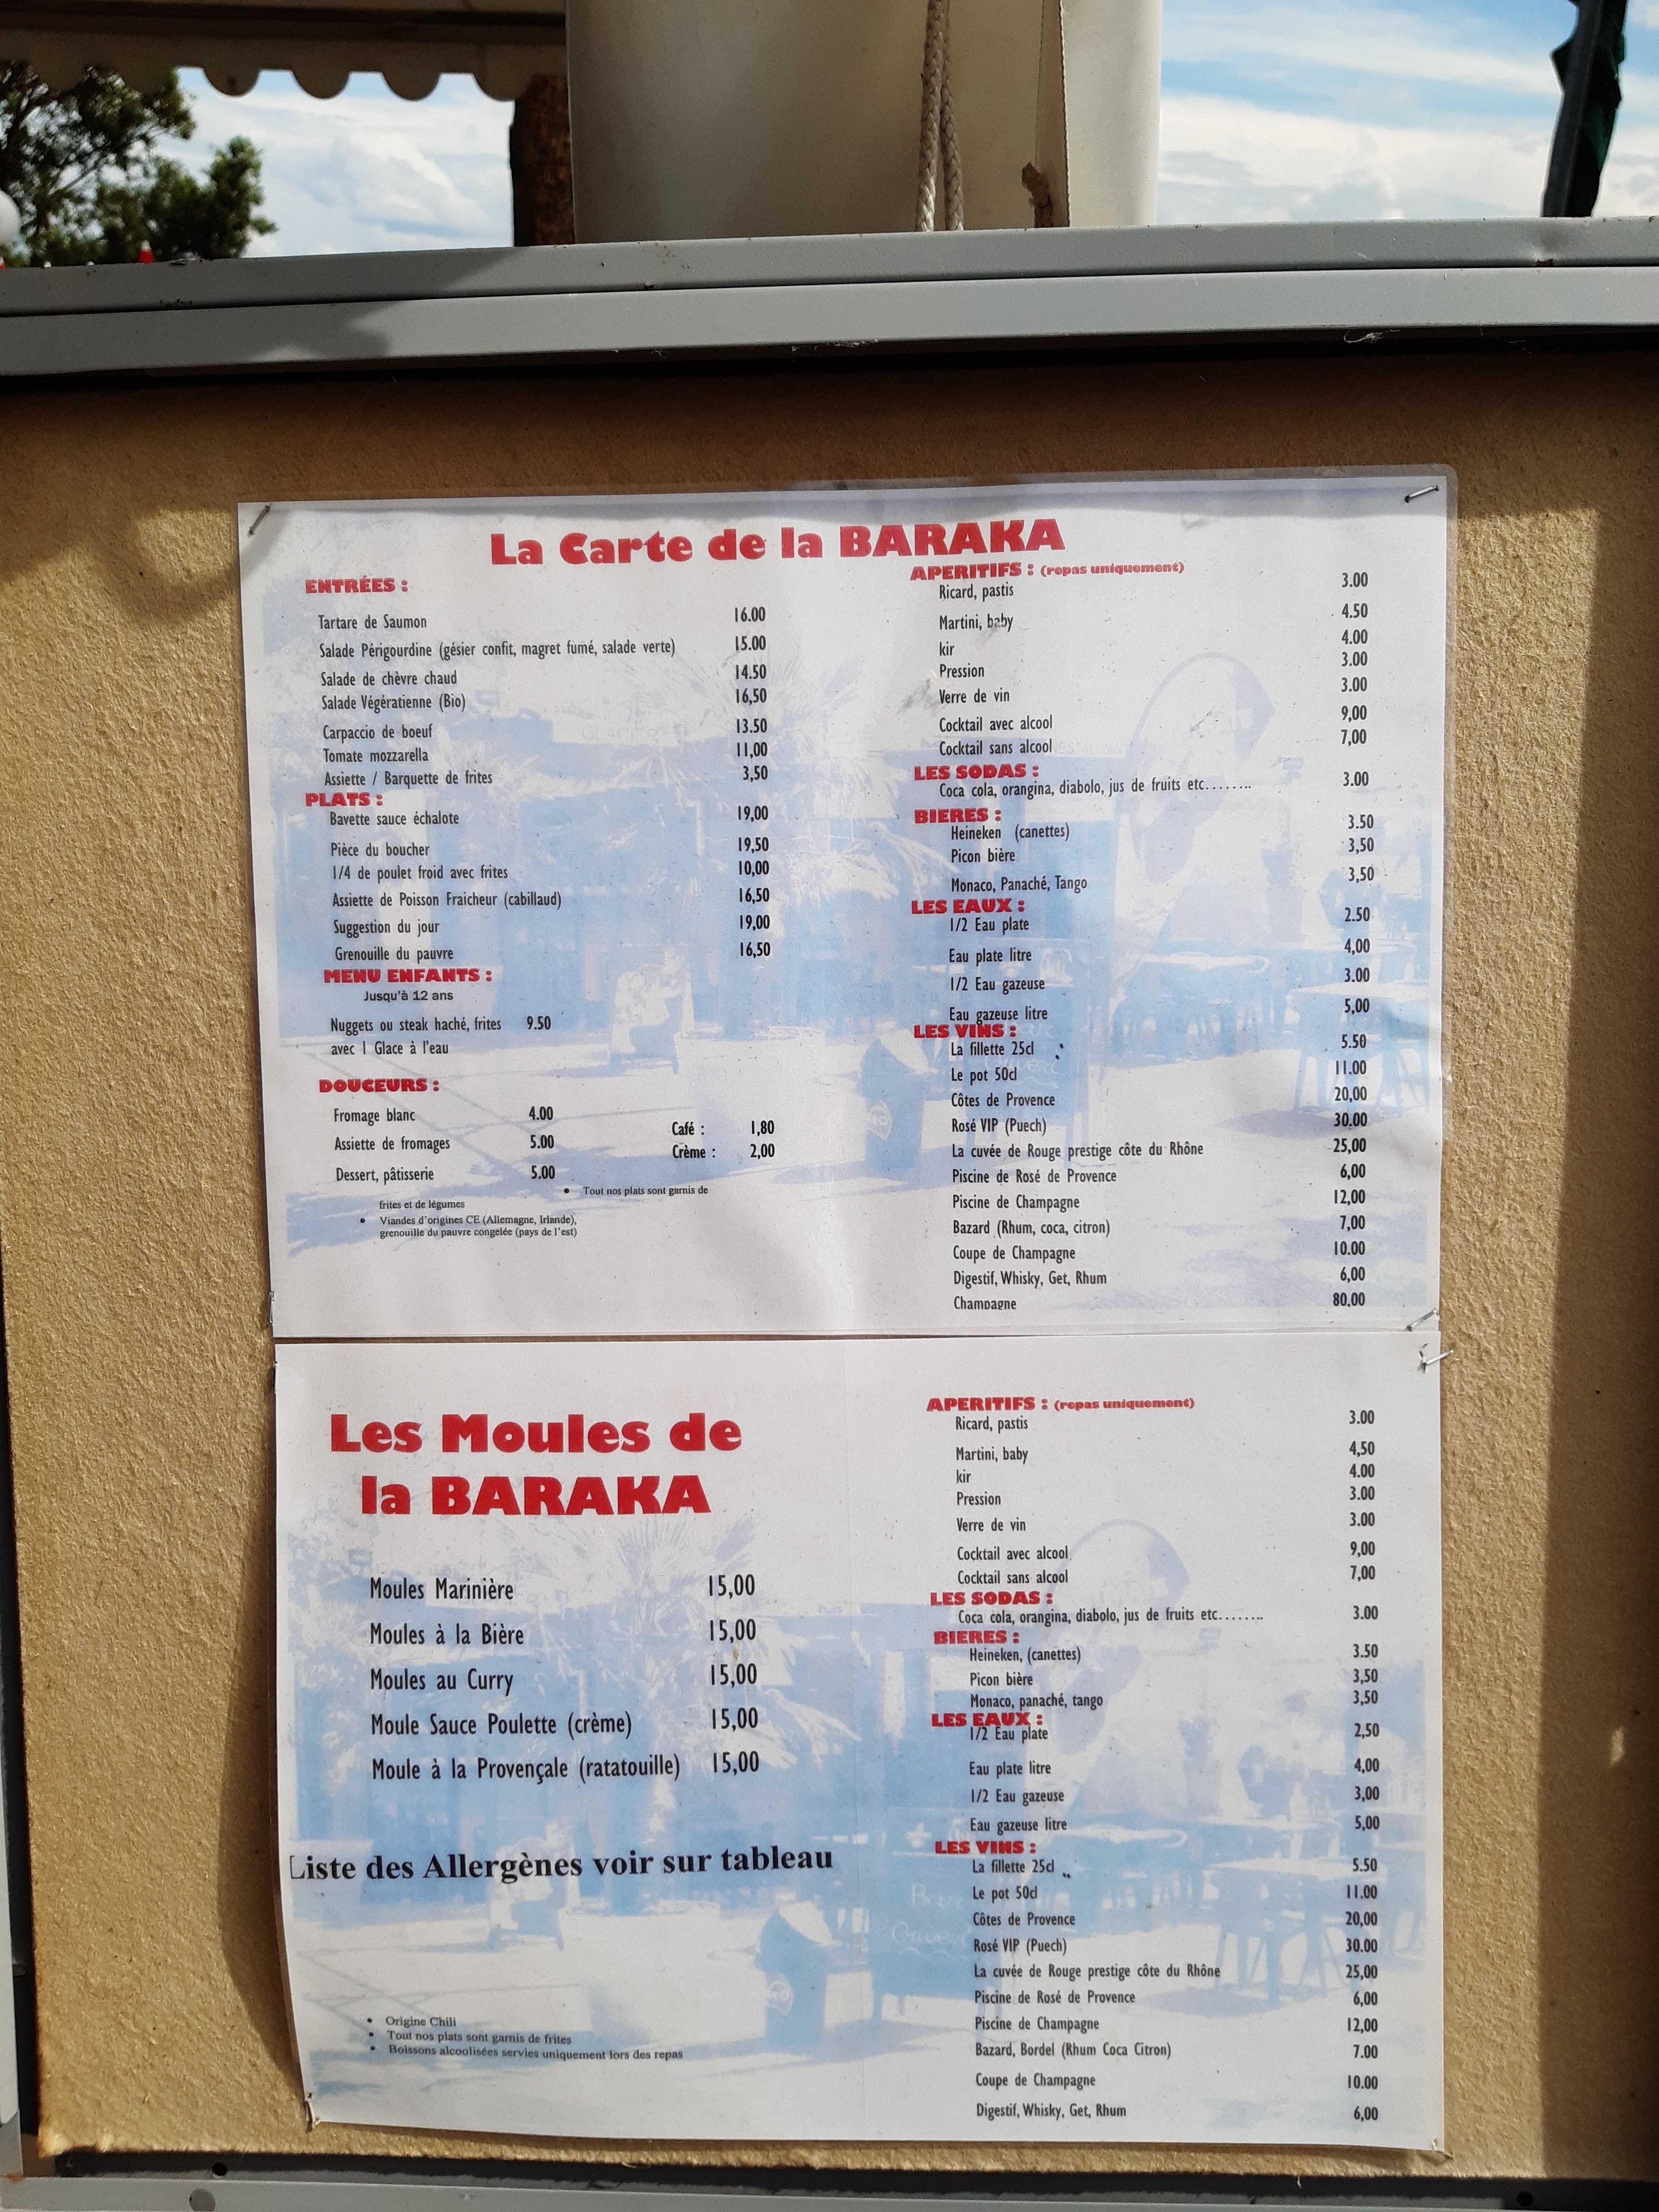 La Carte de la BARAKA
ENTRÉES :
Tartare de Saumon 16.00
Salade Périgourdine (gésier confit, magret fumé, salade verte) 15.00
Salade de chèvre chaud 14.50
Salade Végératienne (Bio) 16,50
Carpaccio de boeuf 13.50
Tomate mozzarella 11,00
Assiette / Barquette de frites 3,50
PLATS :
Bavette sauce échalote 19,00
Pièce du boucher 19,50
1/4 de poulet froid avec frites 10,00
Assiette de Poisson Fraicheur (cabillaud) 16,50
Suggestion du jour 19,00
Grenouille du pauvre 16,50
MENU ENFANTS :
Jusqu'à 12 ans
Nuggets ou steak haché, frites 9.50
avec 1 Glace à l'eau
DOUCEURS :
Fromage blanc 4.00
Assiette de fromages 5.00
Dessert, pâtisserie 5.00
Café : 1,80
Crème : 2,00
• Tout nos plats sont garnis de
frites et de légumes
• Viandes d'origines CE (Allemagne, Irlande),
grenouille du pauvre congelée (pays de l'est)
APERITIFS : (repas uniquement)
Ricard, pastis 3.00
Martini, baby 4.50
kir 4.00
Pression 3.00
Verre de vin 3.00
Cocktail avec alcool 9,00
Cocktail sans alcool 7,00
LES SODAS :
Coca cola, orangina, diabolo, jus de fruits etc........ 3.00
BIERES :
Heineken (canettes) 3.50
Picon bière 3,50
Monaco, Panaché, Tango 3,50
LES EAUX :
1/2 Eau plate 2.50
Eau plate litre 4,00
1/2 Eau gazeuse 3.00
Eau gazeuse litre 5,00
LES VINS :
La fillette 25cl 5.50
Le pot 50cl 11.00
Côtes de Provence 20,00
Rosé VIP (Puech) 30.00
La cuvée de Rouge prestige côte du Rhône 25,00
Piscine de Rosé de Provence 6,00
Piscine de Champagne 12,00
Bazard (Rhum, coca, citron) 7,00
Coupe de Champagne 10.00
Digestif, Whisky, Get, Rhum 6,00
Champagne 80.00
Les Moules de
la BARAKA
Moules Marinière 15,00
Moules à la Bière 15,00
Moules au Curry 15,00
Moule Sauce Poulette (crème) 15,00
Moule à la Provençale (ratatouille) 15,00
Liste des Allergènes voir sur tableau
• Origine Chili
• Tout nos plats sont garnis de frites
• Boissons alcoolisées servies uniquement lors des repas
APERITIFS : (repas uniquement)
Ricard, pastis 3.00
Martini, baby 4,50
kir 4.00
Pression 3.00
Verre de vin 3.00
Cocktail avec alcool 9,00
Cocktail sans alcool 7,00
LES SODAS :
Coca cola, orangina, diabolo, jus de fruits etc........ 3.00
BIERES :
Heineken, (canettes) 3.50
Picon bière 3,50
Monaco, panaché, tango 3,50
LES EAUX :
1/2 Eau plate 2,50
Eau plate litre 4,00
1/2 Eau gazeuse 3,00
Eau gazeuse litre 5,00
LES VINS :
La fillette 25cl 5.50
Le pot 50cl 11.00
Côtes de Provence 20,00
Rosé VIP (Puech) 30.00
La cuvée de Rouge prestige côte du Rhône 25,00
Piscine de Rosé de Provence 6,00
Piscine de Champagne 12,00
Bazard, Bordel (Rhum Coca Citron) 7.00
Coupe de Champagne 10.00
Digestif, Whisky, Get, Rhum 6,00